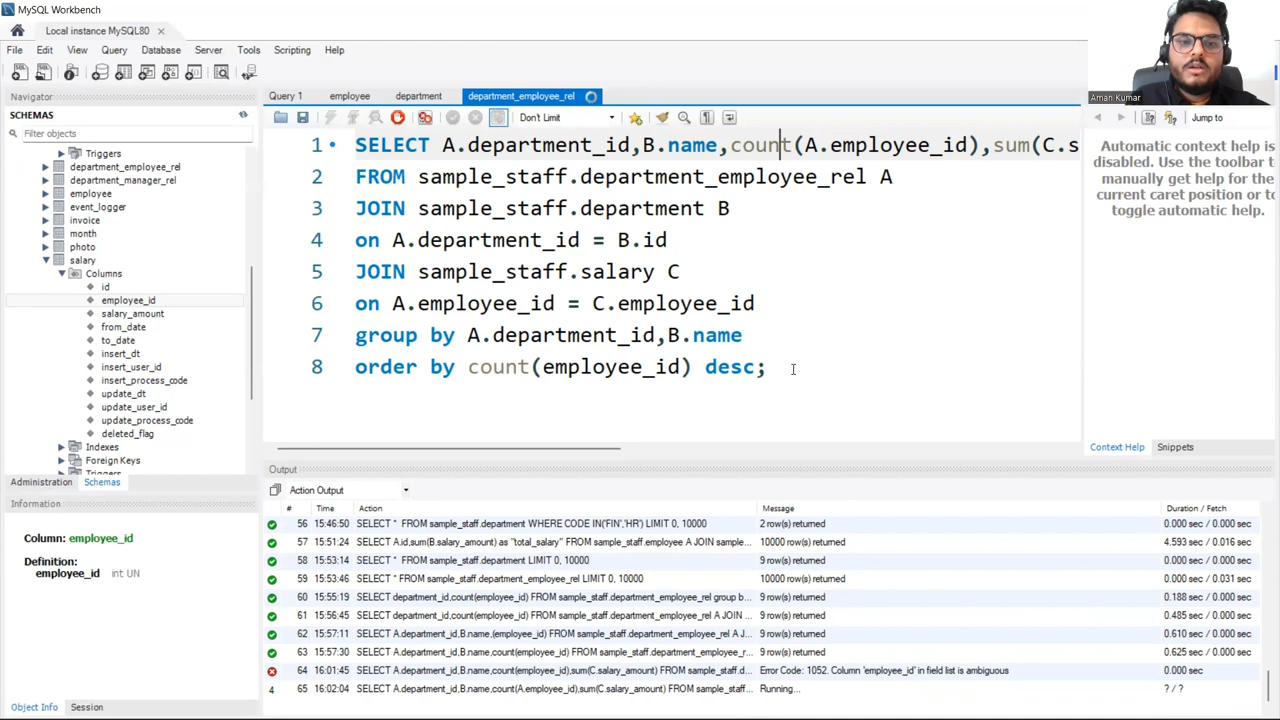 MySQL Workbench
Local instance MySQL80
File Edit View Query Database Server Tools Scripting Help
Navigator
SCHEMAS
Filter objects
Triggers
department_employee_rel
department_manager_rel
employee
event_logger
invoice
month
photo
salary
Columns
id
employee_id
salary_amount
from_date
to_date
insert_dt
insert_user_id
insert_process_code
update_dt
update_user_id
update_process_code
deleted_flag
Indexes
Foreign Keys
Triggers
Administration Schemas
Information
Column: employee_id
Definition:
employee_id int UN
Object Info Session
Query 1 employee department department_employee_rel
Don't Limit
1 SELECT A.department_id,B.name,count(A.employee_id),sum(C.s
2 FROM sample_staff.department_employee_rel A
3 JOIN sample_staff.department B
4 on A.department_id = B.id
5 JOIN sample_staff.salary C
6 on A.employee_id = C.employee_id
7 group by A.department_id,B.name
8 order by count(employee_id) desc;
Aman Kumar
Jump to
Automatic context help is
disabled. Use the toolbar t
manually get help for the
current caret position or to
toggle automatic help.
Context Help Snippets
Output
Action Output
# Time Action Message Duration / Fetch
56 15:46:50 SELECT * FROM sample_staff.department WHERE CODE IN('FIN','HR') LIMIT 0, 10000 2 row(s) returned 0.000 sec / 0.000 sec
57 15:51:24 SELECT A.id,sum(B.salary_amount) as "total_salary" FROM sample_staff.employee A JOIN sample... 10000 row(s) returned 4.593 sec / 0.016 sec
58 15:53:14 SELECT * FROM sample_staff.department LIMIT 0, 10000 9 row(s) returned 0.000 sec / 0.000 sec
59 15:53:46 SELECT * FROM sample_staff.department_employee_rel LIMIT 0, 10000 10000 row(s) returned 0.000 sec / 0.031 sec
60 15:55:19 SELECT department_id,count(employee_id) FROM sample_staff.department_employee_rel group b... 9 row(s) returned 0.188 sec / 0.000 sec
61 15:56:45 SELECT department_id,count(employee_id) FROM sample_staff.department_employee_rel A JOIN ... 9 row(s) returned 0.485 sec / 0.000 sec
62 15:57:11 SELECT A.department_id,B.name,(employee_id) FROM sample_staff.department_employee_rel A J... 9 row(s) returned 0.610 sec / 0.000 sec
63 15:57:30 SELECT A.department_id,B.name,count(employee_id) FROM sample_staff.department_employee_r... 9 row(s) returned 0.625 sec / 0.000 sec
64 16:01:45 SELECT A.department_id,B.name,count(employee_id),sum(C.salary_amount) FROM sample_staff.d... Error Code: 1052. Column 'employee_id' in field list is ambiguous 0.000 sec
65 16:02:04 SELECT A.department_id,B.name,count(A.employee_id),sum(C.salary_amount) FROM sample_staff... Running... ? / ?